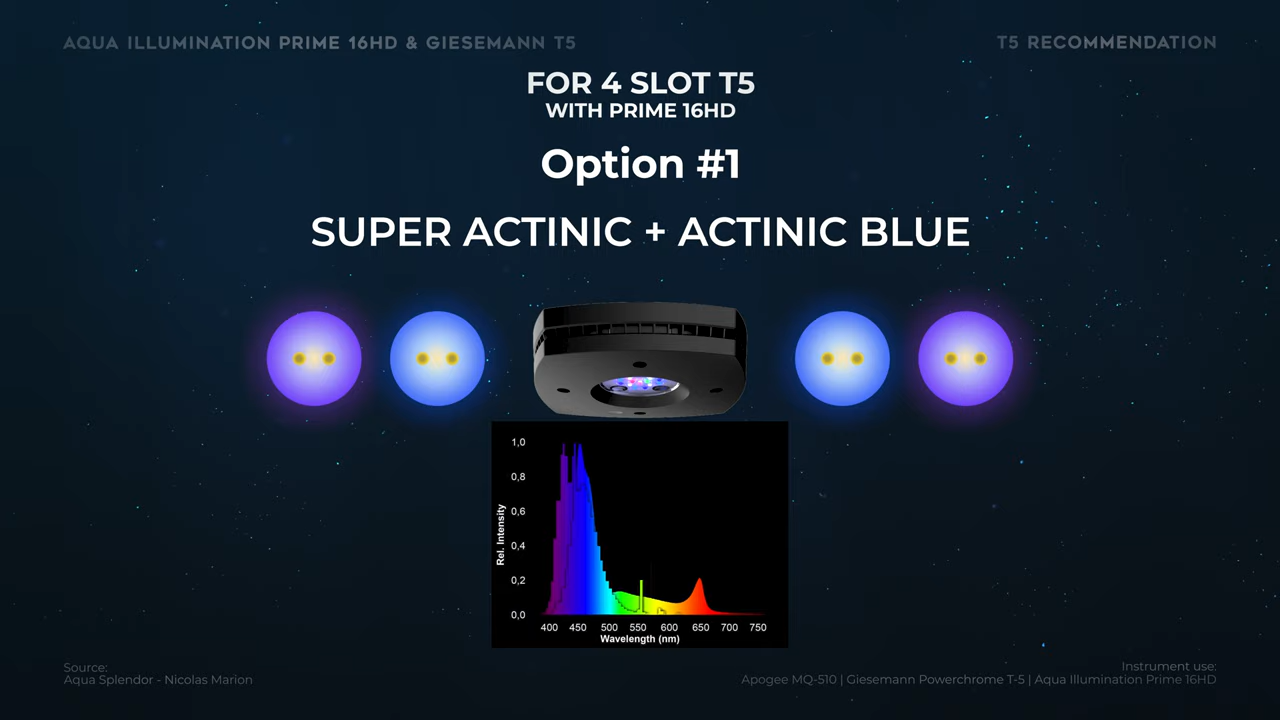 AQUA ILLUMINATION PRIME 16HD & GIESEMANN T5
T5 RECOMMENDATION
FOR 4 SLOT T5
WITH PRIME 16HD
Option #1
SUPER ACTINIC + ACTINIC BLUE
1,0
0,8
0,6
0,4
0,2
0,0
Rel. Intensity
400 450 500 550 600 650 700 750
Wavelength (nm)
Source:
Aqua Splendor - Nicolas Marion
Instrument use:
Apogee MQ-510 | Giesemann Powerchrome T-5 | Aqua Illumination Prime 16HD